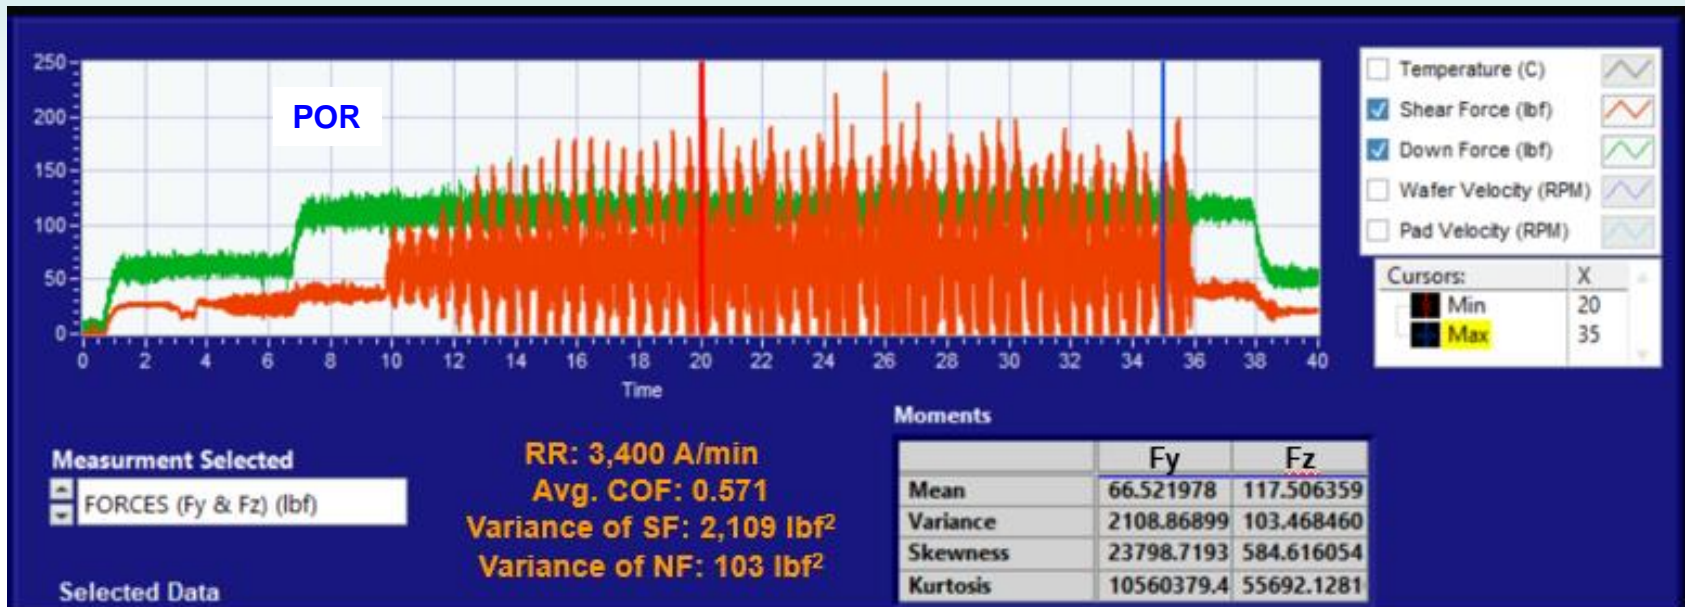 250
200
150
100
50
0
POR
0 2 4 6 8 10 12 14 16 18 20 22 24 26 28 30 32 34 36 38 40
Time
Temperature (C)
Shear Force (lbf)
Down Force (lbf)
Wafer Velocity (RPM)
Pad Velocity (RPM)
Cursors: X
Min 20
Max 35
Measurment Selected
FORCES (Fy & Fz) (lbf)
Selected Data
RR: 3,400 A/min
Avg. COF: 0.571
Variance of SF: 2,109 lbf²
Variance of NF: 103 lbf²
Moments
Fy Fz
Mean 66.521978 117.506359
Variance 2108.86899 103.468460
Skewness 23798.7193 584.616054
Kurtosis 10560379.4 55692.1281